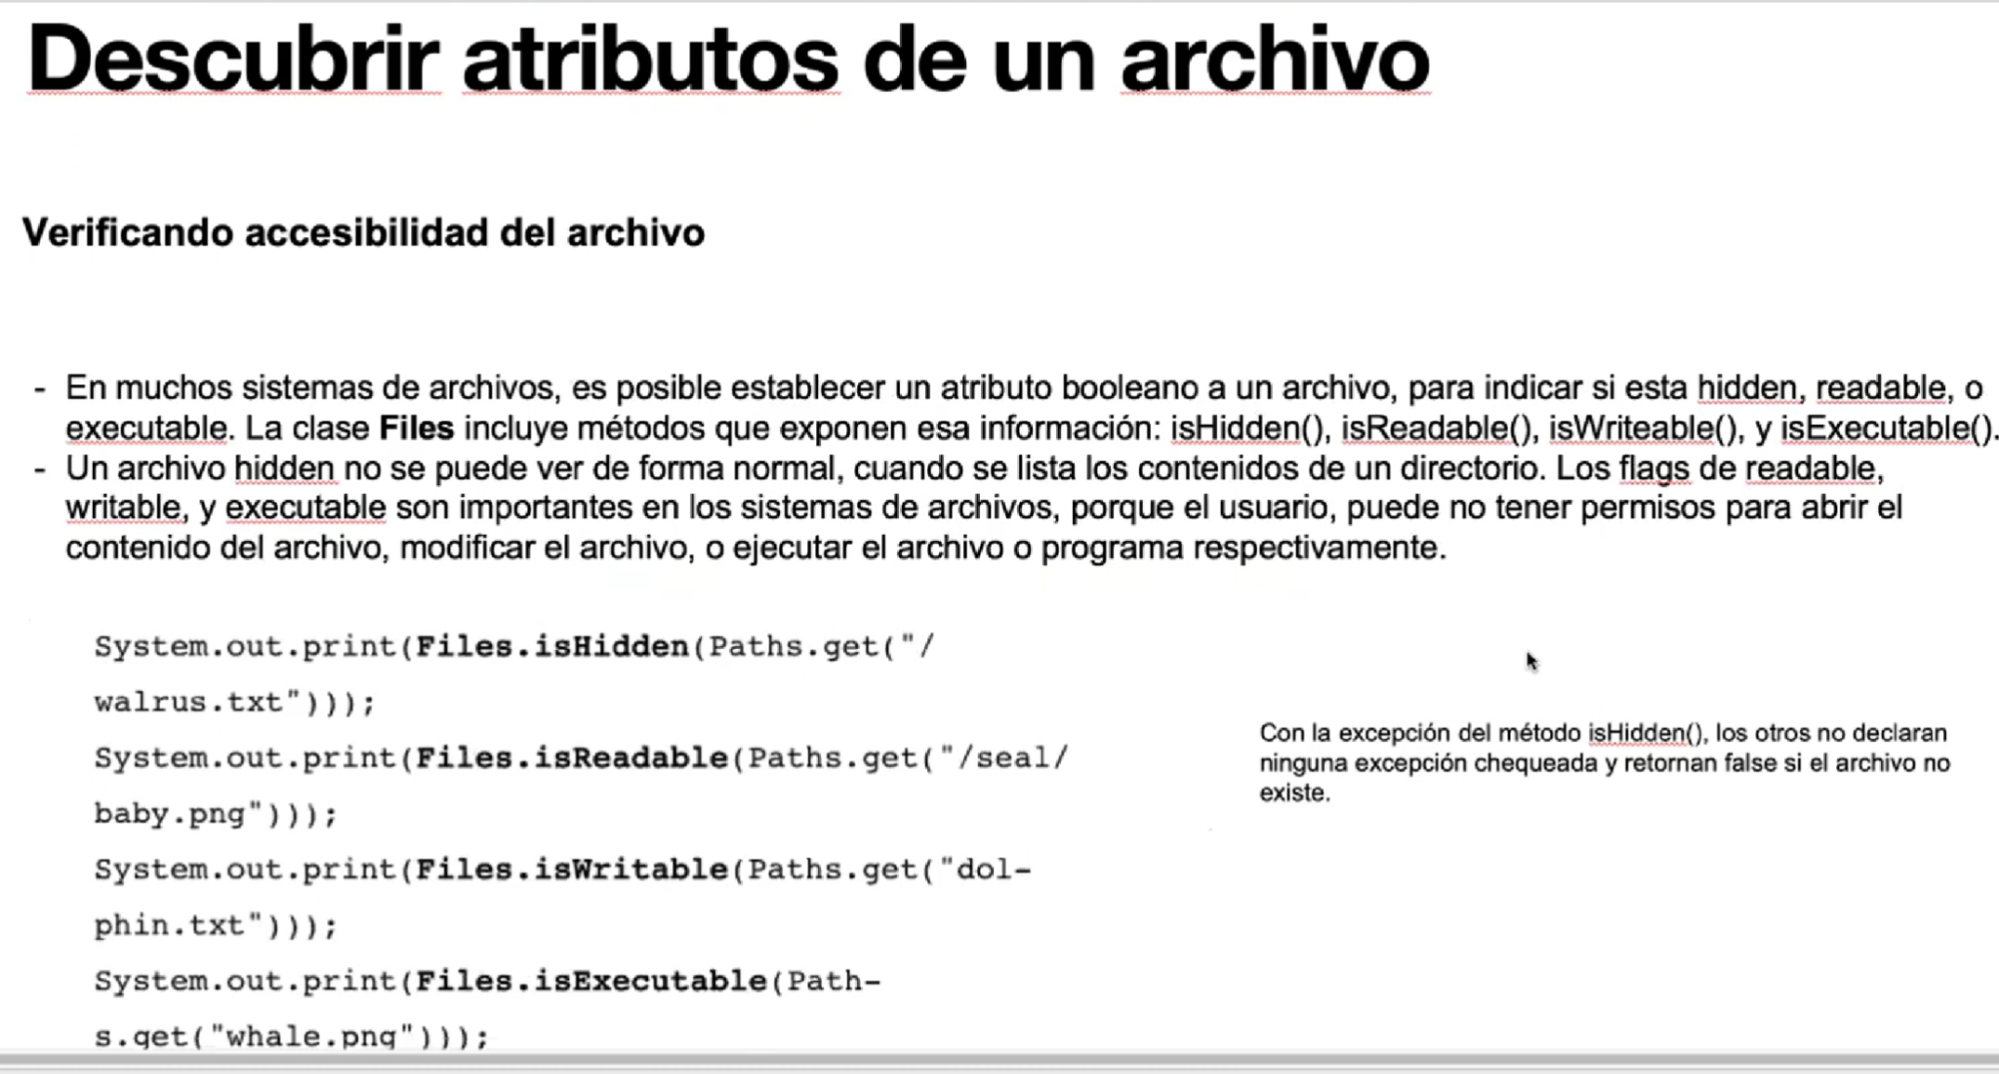 Descubrir atributos de un archivo
Verificando accesibilidad del archivo
- En muchos sistemas de archivos, es posible establecer un atributo booleano a un archivo, para indicar si esta hidden, readable, o
executable. La clase Files incluye métodos que exponen esa información: isHidden(), isReadable(), isWriteable(), y isExecutable().
- Un archivo hidden no se puede ver de forma normal, cuando se lista los contenidos de un directorio. Los flags de readable,
writable, y executable son importantes en los sistemas de archivos, porque el usuario, puede no tener permisos para abrir el
contenido del archivo, modificar el archivo, o ejecutar el archivo o programa respectivamente.
System.out.print(Files.isHidden(Paths.get("/
walrus.txt")));
System.out.print(Files.isReadable(Paths.get("/seal/
baby.png")));
System.out.print(Files.isWritable(Paths.get("dol-
phin.txt")));
System.out.print(Files.isExecutable(Path-
s.get("whale.png")));
Con la excepción del método isHidden(), los otros no declaran
ninguna excepción chequeada y retornan false si el archivo no
existe.